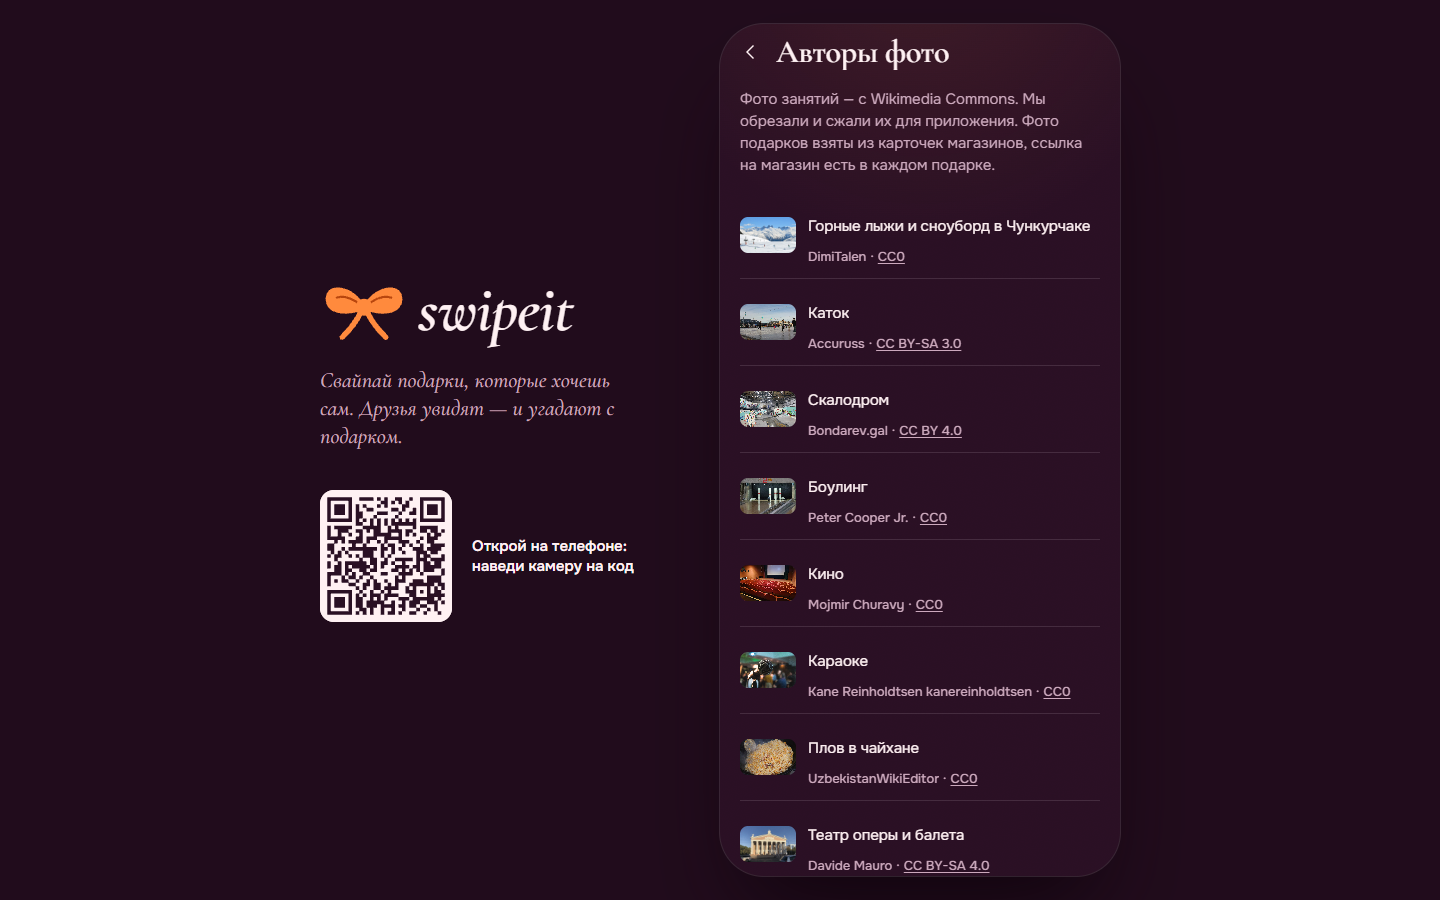 swipeit
Свайпай подарки, которые хочешь
сам. Друзья увидят — и угадают с
подарком.
Открой на телефоне:
наведи камеру на код
Авторы фото
Фото занятий — с Wikimedia Commons. Мы
обрезали и сжали их для приложения. Фото
подарков взяты из карточек магазинов, ссылка
на магазин есть в каждом подарке.
Горные лыжи и сноуборд в Чункурчаке
DimiTalen · CC0
Каток
Accuruss · CC BY-SA 3.0
Скалодром
Bondarev.gal · CC BY 4.0
Боулинг
Peter Cooper Jr. · CC0
Кино
Mojmir Churavy · CC0
Караоке
Kane Reinholdtsen kanereinholdtsen · CC0
Плов в чайхане
UzbekistanWikiEditor · CC0
Театр оперы и балета
Davide Mauro · CC BY-SA 4.0